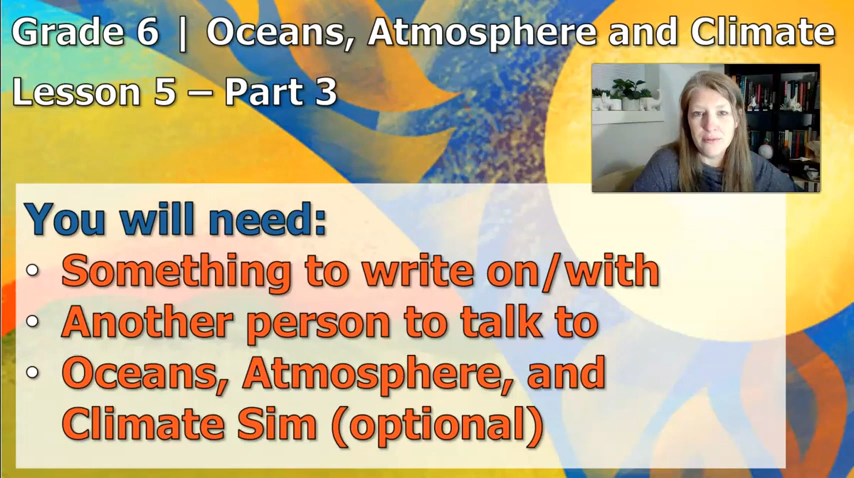 Grade 6 | Oceans, Atmosphere and Climate
Lesson 5 – Part 3
You will need:
• Something to write on/with
• Another person to talk to
• Oceans, Atmosphere, and
Climate Sim (optional)